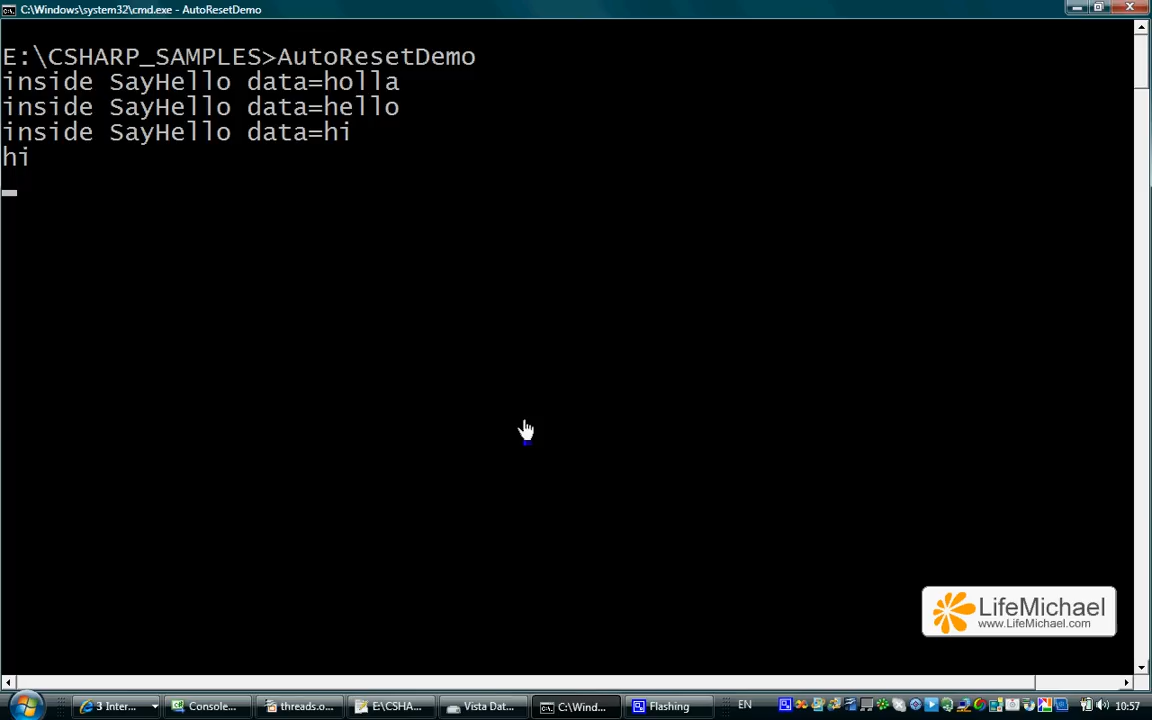 C:\Windows\system32\cmd.exe - AutoResetDemo
E:\CSHARP_SAMPLES>AutoResetDemo
inside SayHello data=holla
inside SayHello data=hello
inside SayHello data=hi
hi
LifeMichael
www.LifeMichael.com
3 Inter...
Console...
threads.o...
E:\CSHA...
Vista Dat...
C:\Wind...
Flashing
EN
10:57